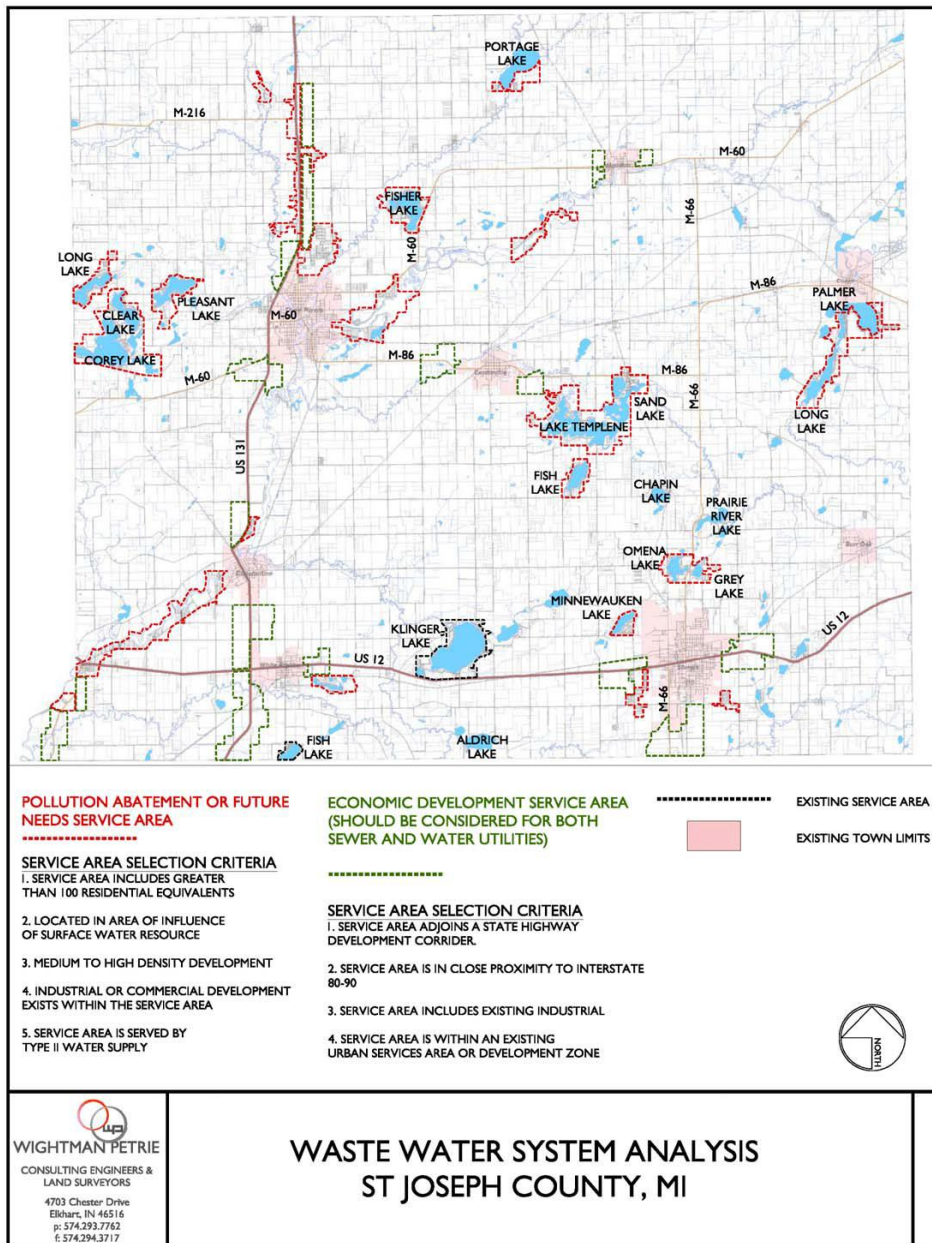 PORTAGE
LAKE
M-216
M-60
FISHER
LAKE
M-60
M-66
LONG
LAKE
PLEASANT
LAKE
CLEAR
LAKE
COREY LAKE
M-60
M-86
PALMER
LAKE
M-60
M-86
M-86
M-66
SAND
LAKE
LAKE TEMPLENE
LONG
LAKE
US 131
FISH
LAKE
CHAPIN
LAKE
PRAIRIE
RIVER
LAKE
OMENA
LAKE
GREY
LAKE
MINNEWAUKEN
LAKE
KLINGER
LAKE
US 12
US 12
M-66
FISH
LAKE
ALDRICH
LAKE
POLLUTION ABATEMENT OR FUTURE
NEEDS SERVICE AREA
SERVICE AREA SELECTION CRITERIA
1. SERVICE AREA INCLUDES GREATER
THAN 100 RESIDENTIAL EQUIVALENTS
2. LOCATED IN AREA OF INFLUENCE
OF SURFACE WATER RESOURCE
3. MEDIUM TO HIGH DENSITY DEVELOPMENT
4. INDUSTRIAL OR COMMERCIAL DEVELOPMENT
EXISTS WITHIN THE SERVICE AREA
5. SERVICE AREA IS SERVED BY
TYPE II WATER SUPPLY
ECONOMIC DEVELOPMENT SERVICE AREA
(SHOULD BE CONSIDERED FOR BOTH
SEWER AND WATER UTILITIES)
SERVICE AREA SELECTION CRITERIA
1. SERVICE AREA ADJOINS A STATE HIGHWAY
DEVELOPMENT CORRIDER.
2. SERVICE AREA IS IN CLOSE PROXIMITY TO INTERSTATE
80-90
3. SERVICE AREA INCLUDES EXISTING INDUSTRIAL
4. SERVICE AREA IS WITHIN AN EXISTING
URBAN SERVICES AREA OR DEVELOPMENT ZONE
EXISTING SERVICE AREA
EXISTING TOWN LIMITS
NORTH
wp
WIGHTMAN PETRIE
CONSULTING ENGINEERS &
LAND SURVEYORS
4703 Chester Drive
Elkhart, IN 46516
p: 574.293.7762
f: 574.294.3717
WASTE WATER SYSTEM ANALYSIS
ST JOSEPH COUNTY, MI